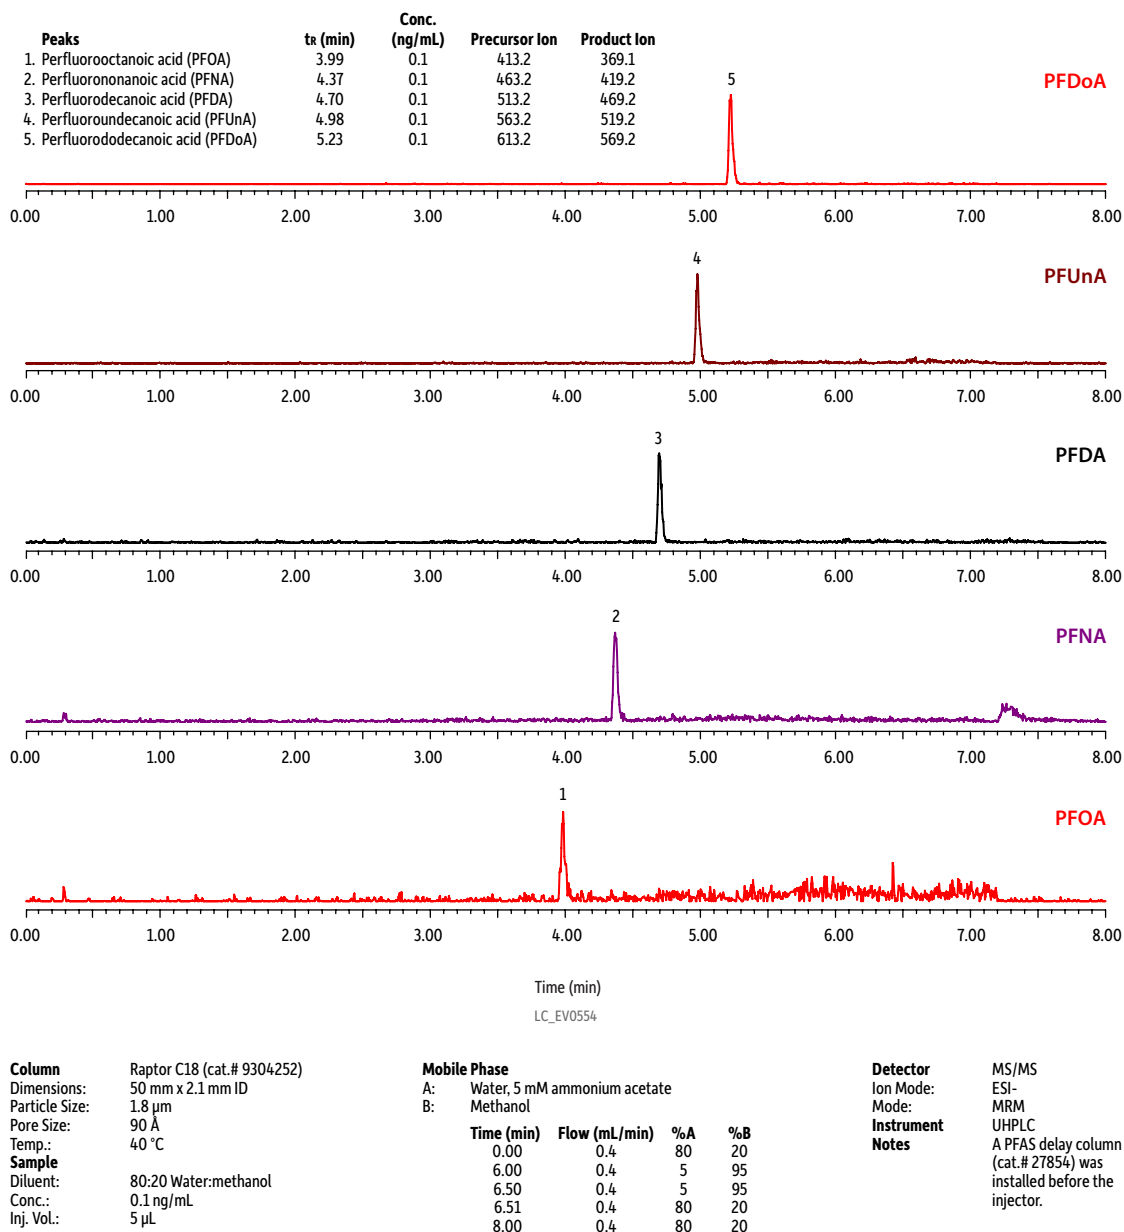 Peaks tR (min) Conc. (ng/mL) Precursor Ion Product Ion
1. Perfluorooctanoic acid (PFOA) 3.99 0.1 413.2 369.1
2. Perfluorononanoic acid (PFNA) 4.37 0.1 463.2 419.2
3. Perfluorodecanoic acid (PFDA) 4.70 0.1 513.2 469.2
4. Perfluoroundecanoic acid (PFUnA) 4.98 0.1 563.2 519.2
5. Perfluorododecanoic acid (PFDoA) 5.23 0.1 613.2 569.2
5
PFDoA
0.00 1.00 2.00 3.00 4.00 5.00 6.00 7.00 8.00
4
PFUnA
0.00 1.00 2.00 3.00 4.00 5.00 6.00 7.00 8.00
3
PFDA
0.00 1.00 2.00 3.00 4.00 5.00 6.00 7.00 8.00
2
PFNA
0.00 1.00 2.00 3.00 4.00 5.00 6.00 7.00 8.00
1
PFOA
0.00 1.00 2.00 3.00 4.00 5.00 6.00 7.00 8.00
Time (min)
LC_EV0554
Column Raptor C18 (cat.# 9304252)
Dimensions: 50 mm x 2.1 mm ID
Particle Size: 1.8 µm
Pore Size: 90 Å
Temp.: 40 °C
Sample
Diluent: 80:20 Water:methanol
Conc.: 0.1 ng/mL
Inj. Vol.: 5 µL
Mobile Phase
A: Water, 5 mM ammonium acetate
B: Methanol
Time (min) Flow (mL/min) %A %B
0.00 0.4 80 20
6.00 0.4 5 95
6.50 0.4 5 95
6.51 0.4 80 20
8.00 0.4 80 20
Detector MS/MS
Ion Mode: ESI-
Mode: MRM
Instrument UHPLC
Notes A PFAS delay column
(cat.# 27854) was
installed before the
injector.